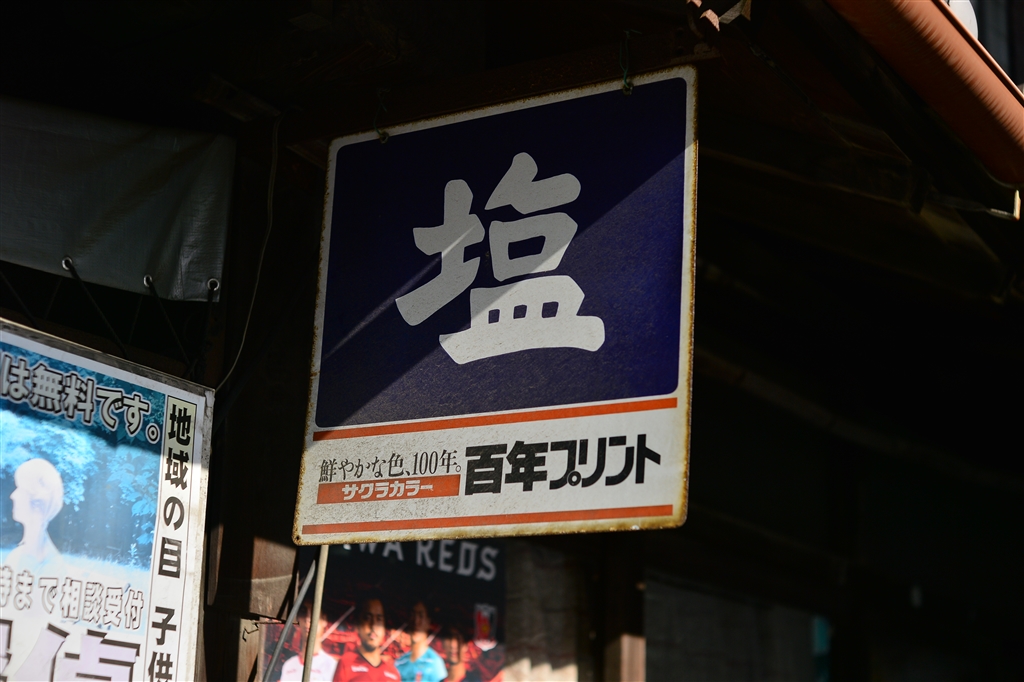 塩
鮮やかな色、100年。
サクラカラー
百年プリント
は無料です。
地域の目 子供
まで相談受付
WA REDS